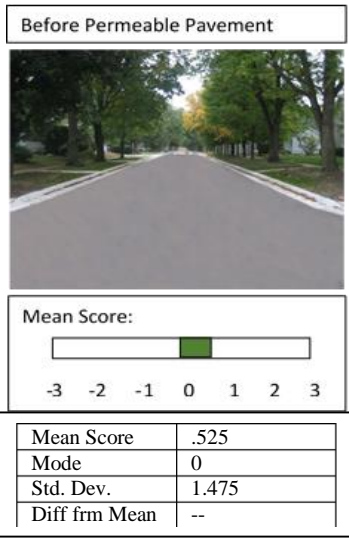 Before Permeable Pavement
Mean Score:
-3 -2 -1 0 1 2 3
Mean Score .525
Mode 0
Std. Dev. 1.475
Diff frm Mean --